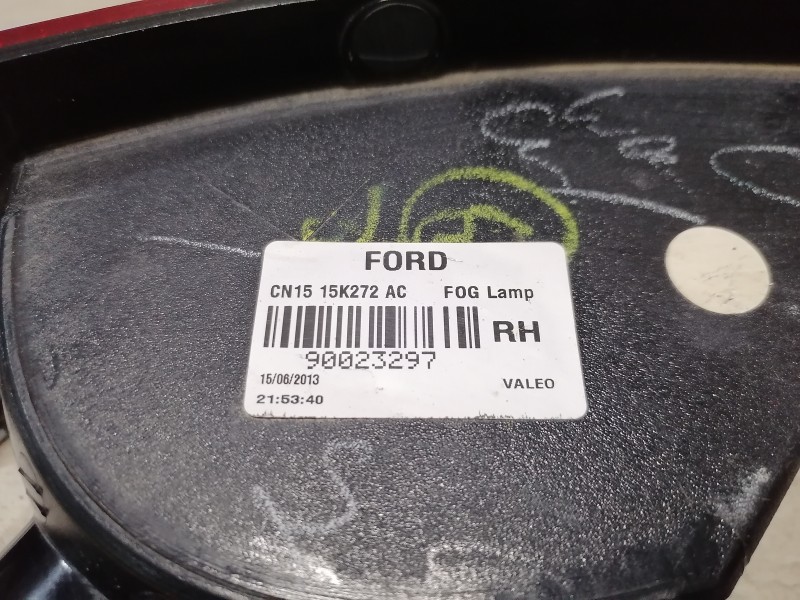 FORD
CN15 15K272 AC FOG Lamp
RH
90023297
15/06/2013 VALEO
21:53:40